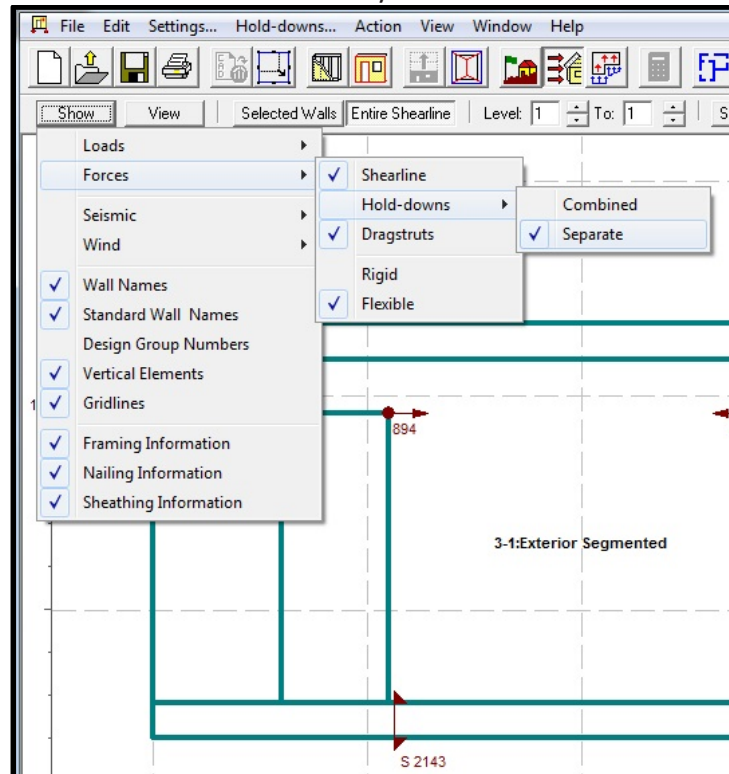 File Edit Settings... Hold-downs... Action View Window Help
Show View Selected Walls Entire Shearline Level: 1 To: 1 S
Loads
Forces
Seismic
Wind
Wall Names
Standard Wall Names
Design Group Numbers
Vertical Elements
Gridlines
Framing Information
Nailing Information
Sheathing Information
Shearline
Hold-downs
Dragstruts
Rigid
Flexible
Combined
Separate
1
894
3-1:Exterior Segmented
S 2143